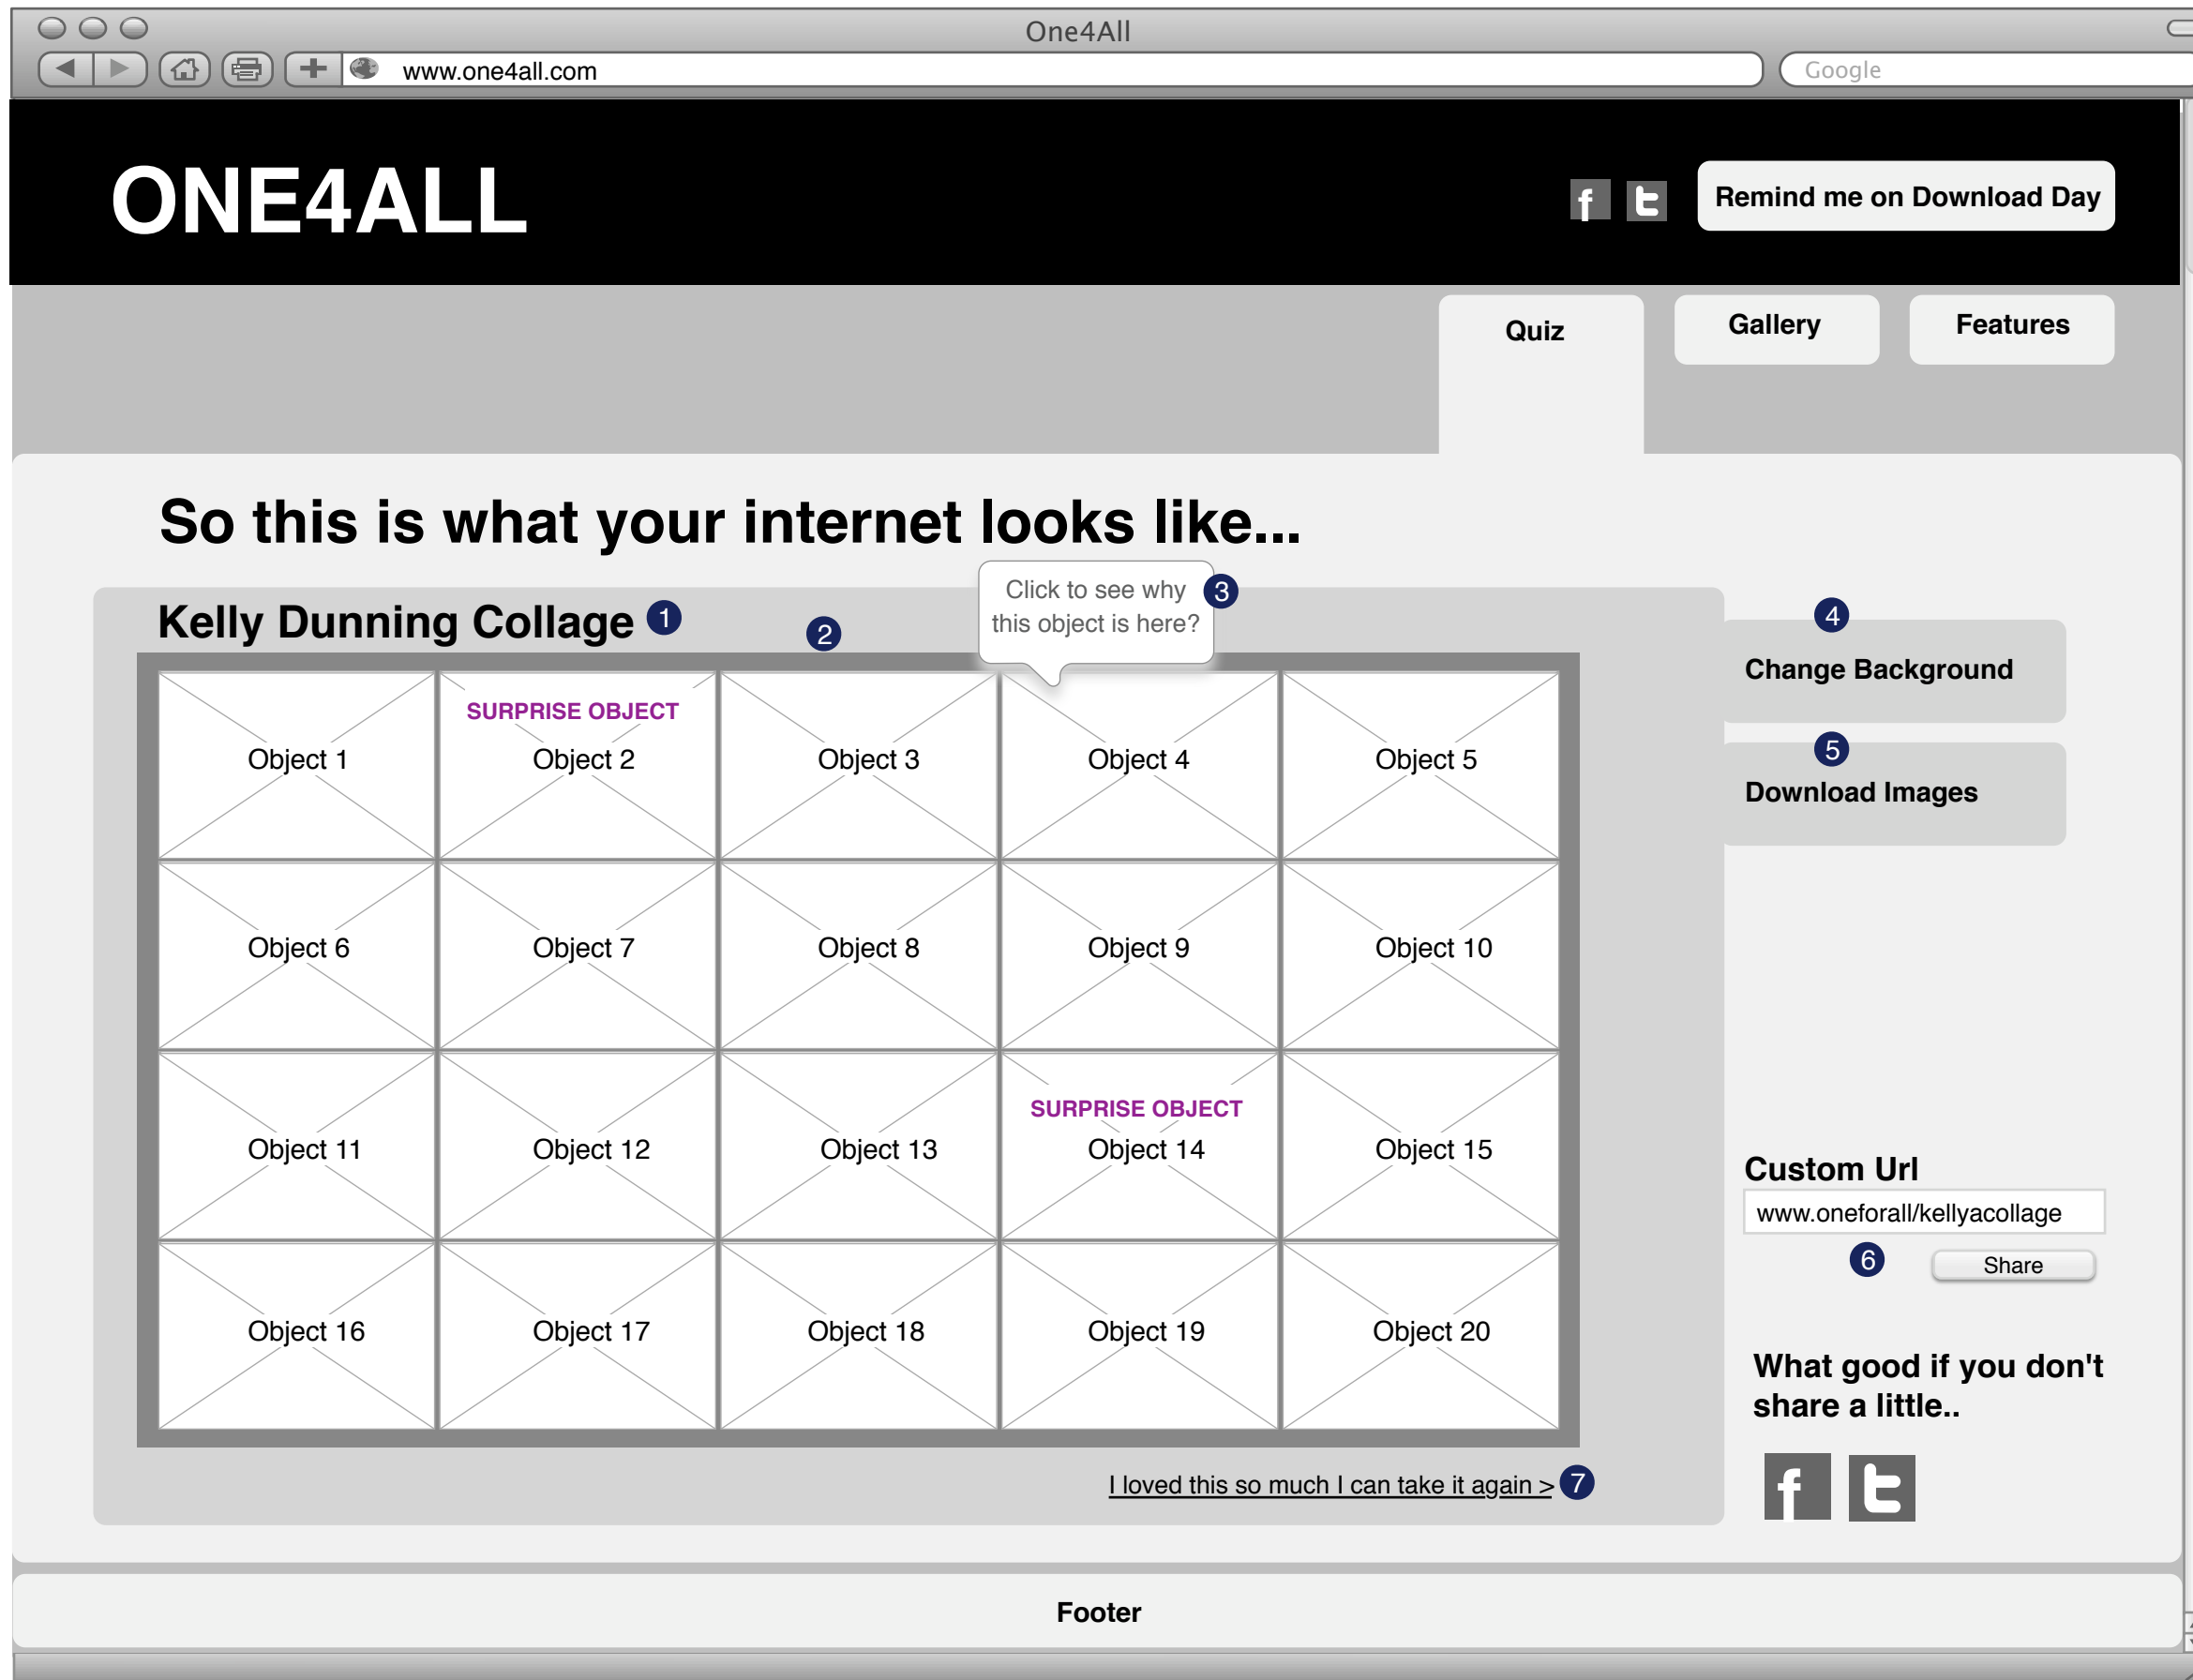 One4All
www.one4all.com
Google
ONE4ALL
f t Remind me on Download Day
Quiz Gallery Features
So this is what your internet looks like...
Click to see why
this object is here?
3
Kelly Dunning Collage 1
2
4
Change Background
5
Download Images
SURPRISE OBJECT
Object 1 Object 2 Object 3 Object 4 Object 5
Object 6 Object 7 Object 8 Object 9 Object 10
SURPRISE OBJECT
Object 11 Object 12 Object 13 Object 14 Object 15
Object 16 Object 17 Object 18 Object 19 Object 20
I loved this so much I can take it again > 7
Custom Url
www.oneforall/kellyacollage
6 Share
What good if you don't
share a little..
f t
Footer